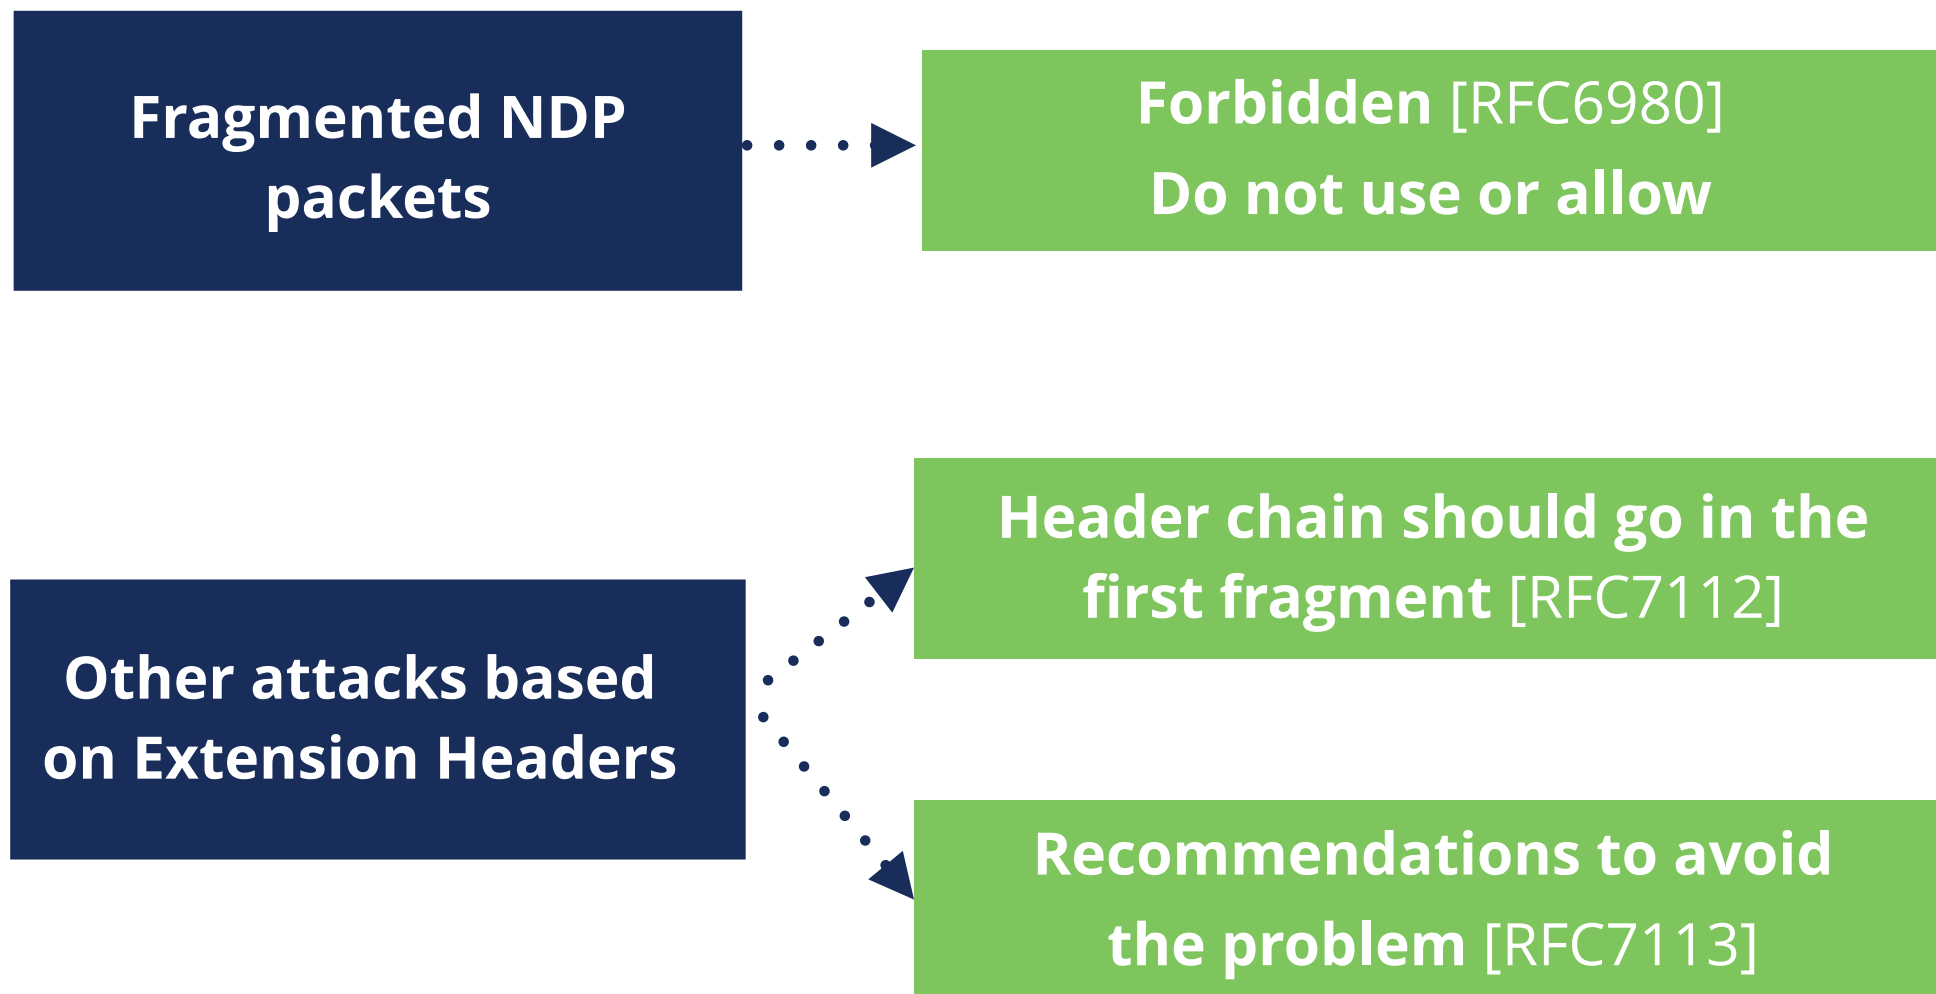 Fragmented NDP
packets
Forbidden [RFC6980]
Do not use or allow
Other attacks based
on Extension Headers
Header chain should go in the
first fragment [RFC7112]
Recommendations to avoid
the problem [RFC7113]